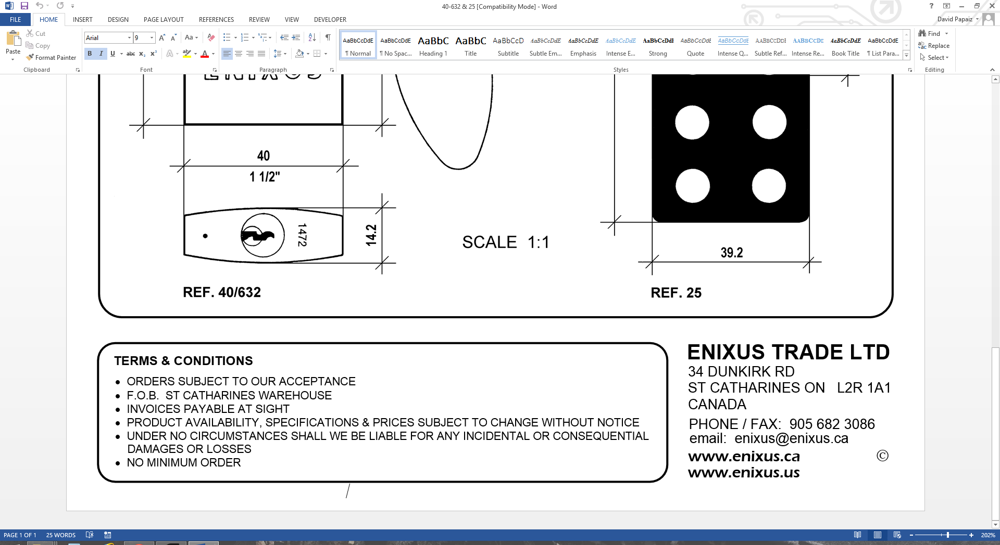 40-632 & 25 [Compatibility Mode] - Word
FILE HOME INSERT DESIGN PAGE LAYOUT REFERENCES REVIEW VIEW DEVELOPER
David Papaiz
Paste
Cut
Copy
Format Painter
Clipboard
Arial 9
Aa
B I U abc x₂ x²
Font
Paragraph
AaBbCcDdE AaBbCcDdE AaBbC AaBbC AaBbCcD AaBbCcDdE AaBbCcDdE AaBbCcDdE AaBbCcDdI AaBbCcDdE AaBbCcDdE AABBCCDDE AABBCCDE AaBbCcDdE AaBbCcDdE
¶ Normal ¶ No Spac... Heading 1 Title Subtitle Subtle Em... Emphasis Intense E... Strong Quote Intense Q... Subtle Ref... Intense Re... Book Title ¶ List Para...
Styles
Find
Replace
Select
Editing
ENIXUS
40
1 1/2"
1472
14.2
SCALE 1:1
39.2
REF. 40/632
REF. 25
TERMS & CONDITIONS
• ORDERS SUBJECT TO OUR ACCEPTANCE
• F.O.B. ST CATHARINES WAREHOUSE
• INVOICES PAYABLE AT SIGHT
• PRODUCT AVAILABILITY, SPECIFICATIONS & PRICES SUBJECT TO CHANGE WITHOUT NOTICE
• UNDER NO CIRCUMSTANCES SHALL WE BE LIABLE FOR ANY INCIDENTAL OR CONSEQUENTIAL
DAMAGES OR LOSSES
• NO MINIMUM ORDER
ENIXUS TRADE LTD
34 DUNKIRK RD
ST CATHARINES ON L2R 1A1
CANADA
PHONE / FAX: 905 682 3086
email: enixus@enixus.ca
www.enixus.ca ©
www.enixus.us
PAGE 1 OF 1 25 WORDS
202%